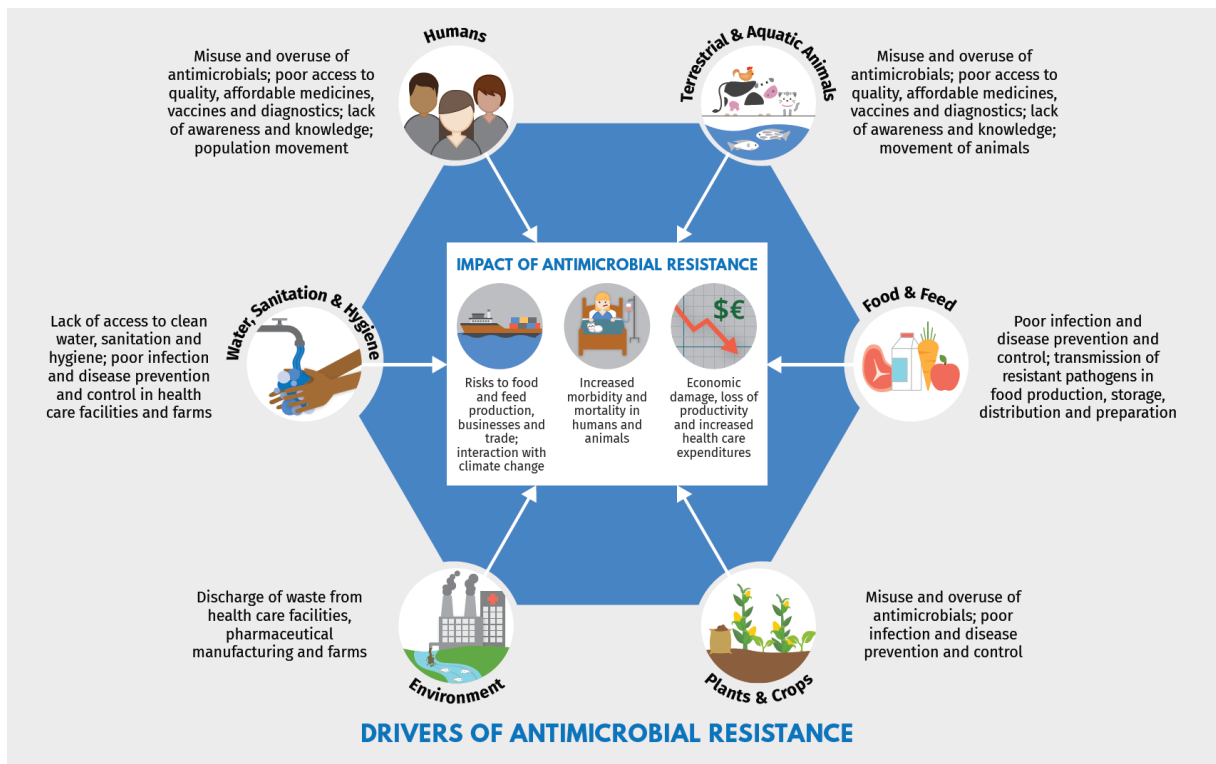 Humans
Misuse and overuse of
antimicrobials; poor access to
quality, affordable medicines,
vaccines and diagnostics; lack
of awareness and knowledge;
population movement
Terrestrial & Aquatic Animals
Misuse and overuse of
antimicrobials; poor access to
quality, affordable medicines,
vaccines and diagnostics; lack
of awareness and knowledge;
movement of animals
Water, Sanitation & Hygiene
Lack of access to clean
water, sanitation and
hygiene; poor infection
and disease prevention
and control in health
care facilities and farms
IMPACT OF ANTIMICROBIAL RESISTANCE
Risks to food
and feed
production,
businesses and
trade;
interaction with
climate change
Increased
morbidity and
mortality in
humans and
animals
$€
Economic
damage, loss of
productivity
and increased
health care
expenditures
Food & Feed
Poor infection and
disease prevention and
control; transmission of
resistant pathogens in
food production, storage,
distribution and preparation
Discharge of waste from
health care facilities,
pharmaceutical
manufacturing and farms
Environment
Misuse and overuse of
antimicrobials; poor
infection and disease
prevention and control
Plants & Crops
DRIVERS OF ANTIMICROBIAL RESISTANCE